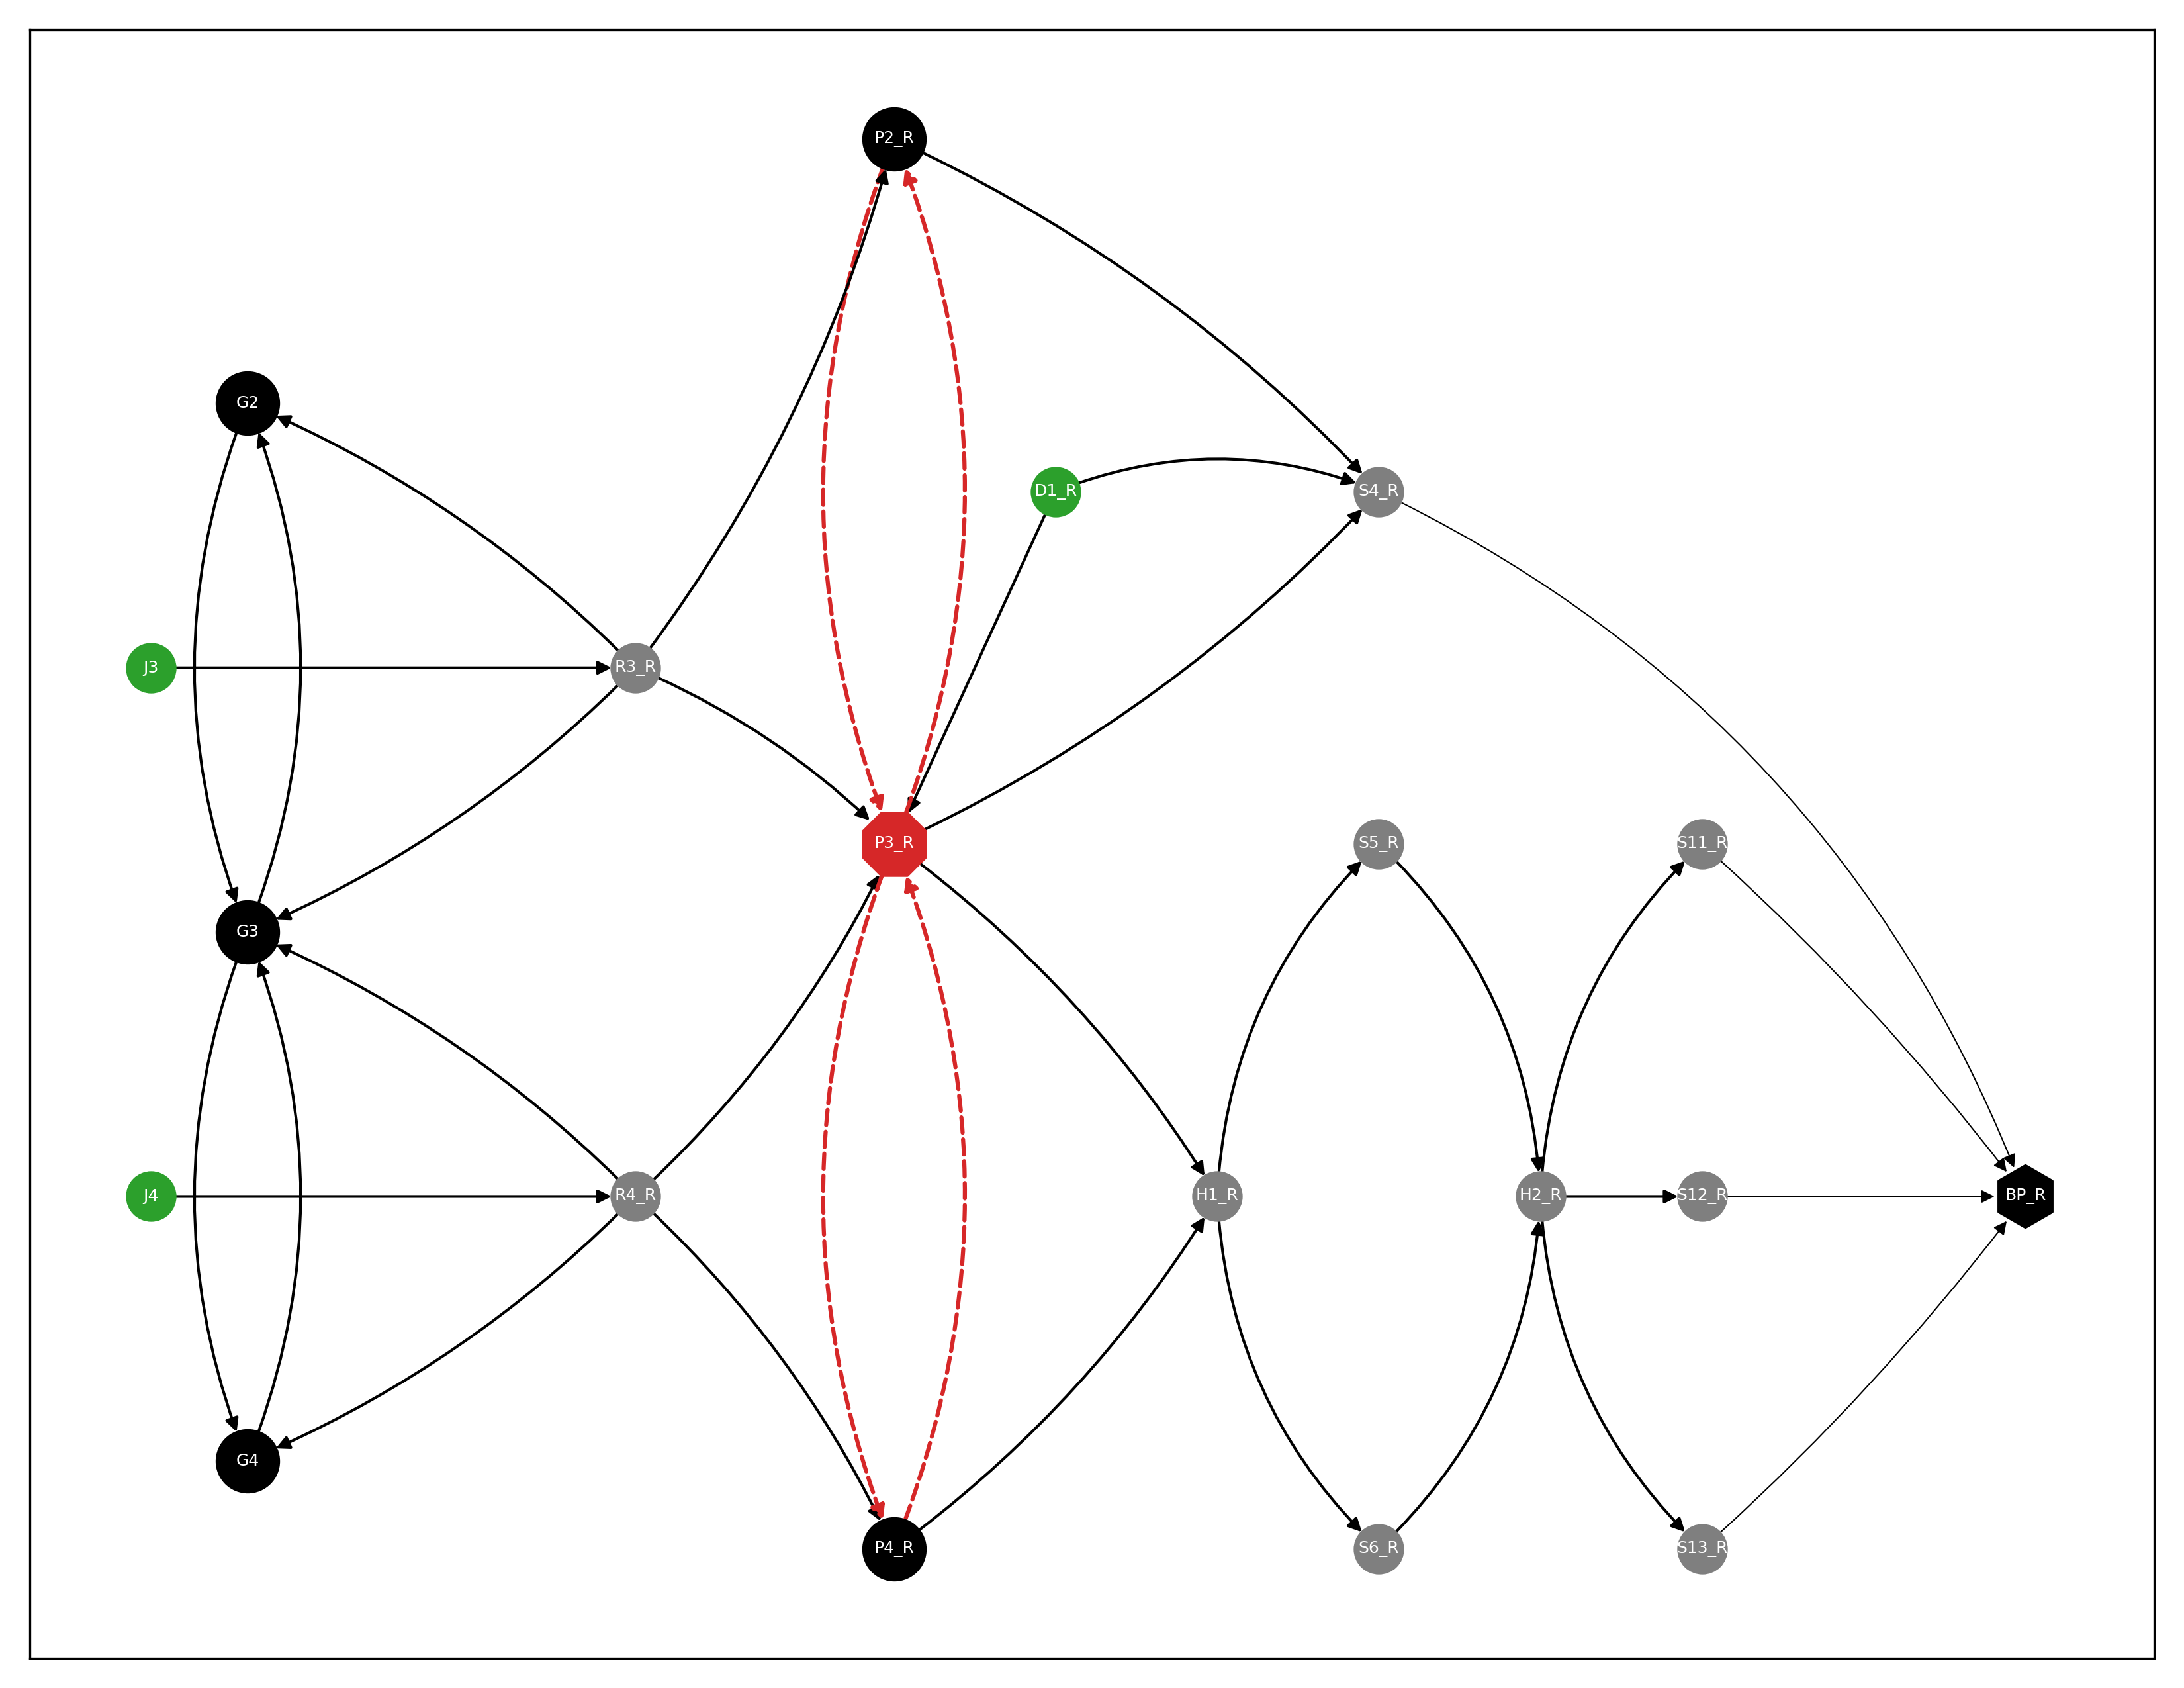 P2_R
G2
D1_R
S4_R
J3
R3_R
P3_R
S5_R
S11_R
G3
J4
R4_R
H1_R
H2_R
S12_R
BP_R
G4
P4_R
S6_R
S13_R